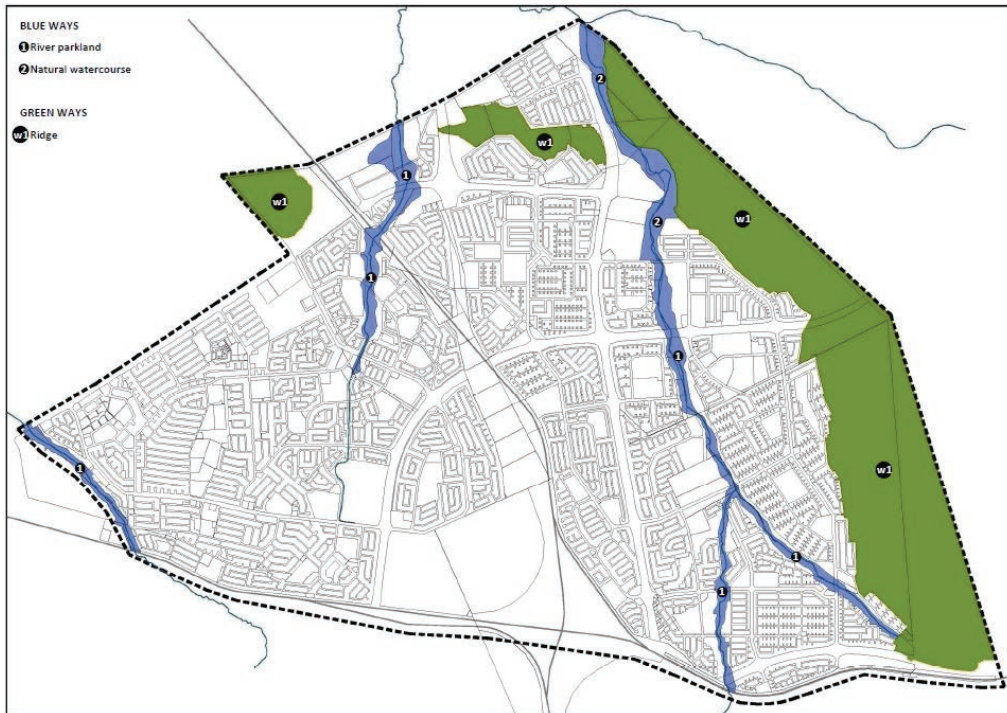 BLUE WAYS
1 River parkland
2 Natural watercourse
GREEN WAYS
w1 Ridge
2
w1
1
w1
2
w1
1
1
w1
1
1
1